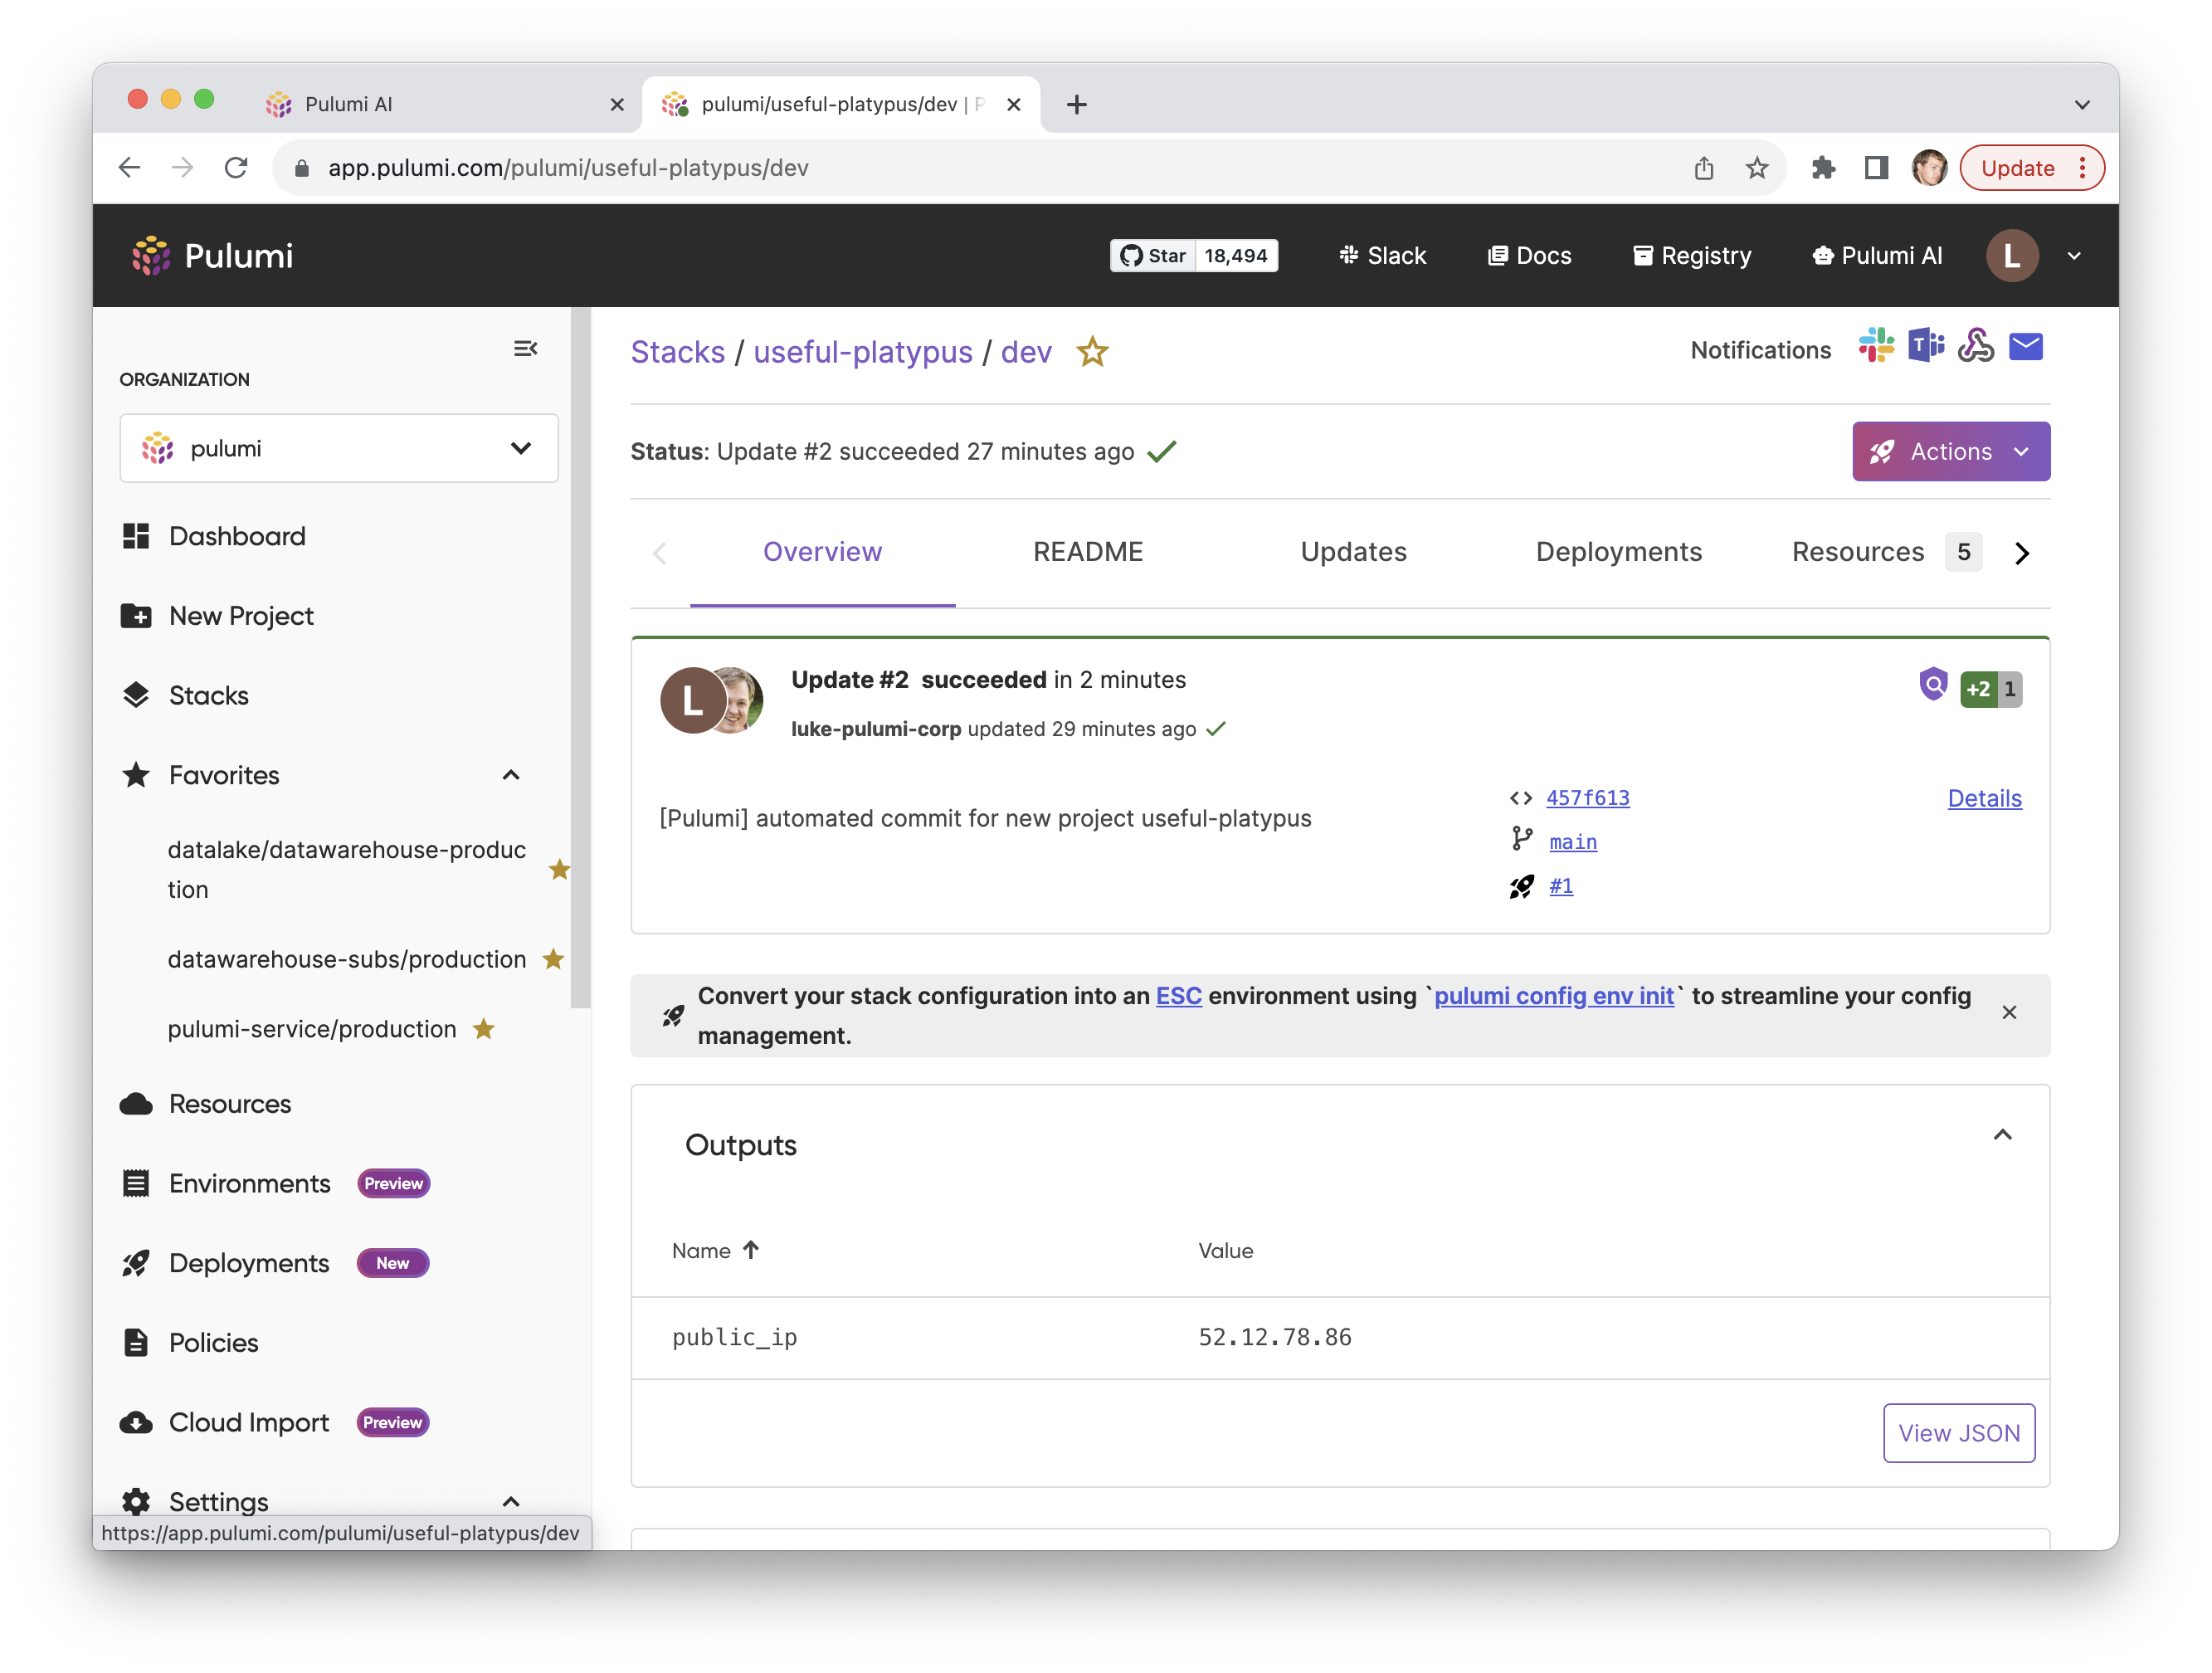 Pulumi AI
pulumi/useful-platypus/dev |
app.pulumi.com/pulumi/useful-platypus/dev
Update
Pulumi
Star 18,494
Slack
Docs
Registry
Pulumi AI
L
ORGANIZATION
pulumi
Dashboard
New Project
Stacks
Favorites
datalake/datawarehouse-produc
tion
datawarehouse-subs/production
pulumi-service/production
Resources
Environments Preview
Deployments New
Policies
Cloud Import Preview
Settings
https://app.pulumi.com/pulumi/useful-platypus/dev
Stacks / useful-platypus / dev
Notifications
Status: Update #2 succeeded 27 minutes ago
Actions
Overview
README
Updates
Deployments
Resources 5
L
Update #2 succeeded in 2 minutes
luke-pulumi-corp updated 29 minutes ago
+2 1
[Pulumi] automated commit for new project useful-platypus
457f613
main
#1
Details
Convert your stack configuration into an ESC environment using `pulumi config env init` to streamline your config
management.
Outputs
Name Value
public_ip 52.12.78.86
View JSON